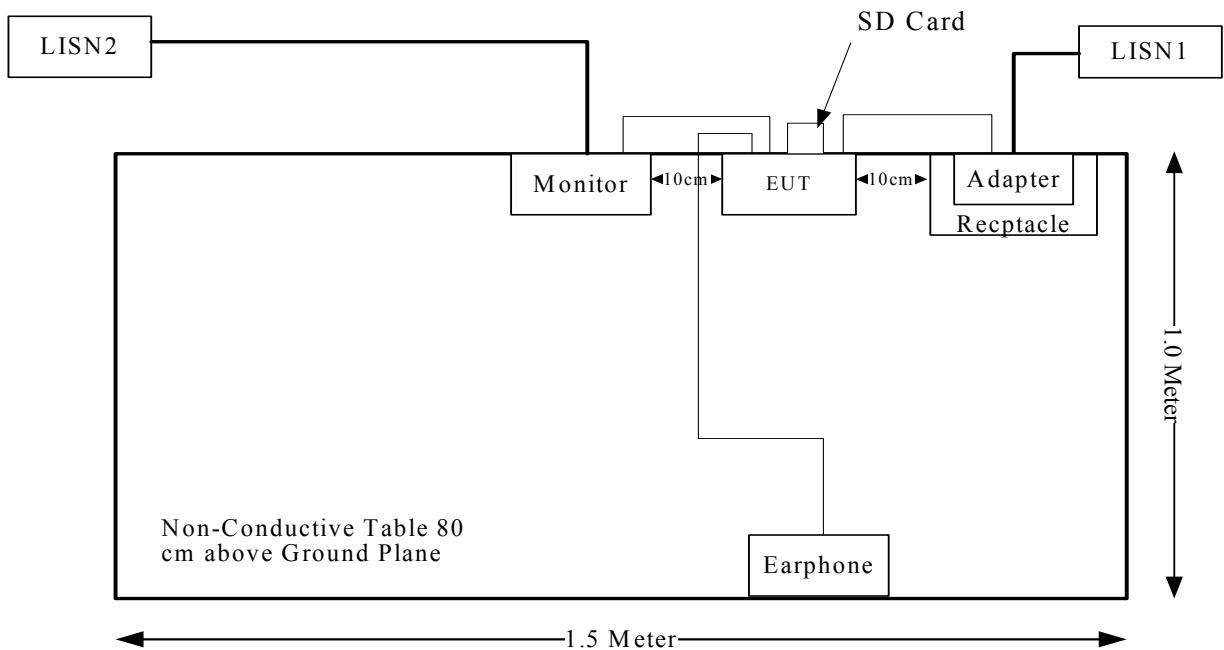 SD Card
LISN2
LISN1
Monitor
10cm
EUT
10cm
Adapter
Recptacle
1.0 Meter
Non-Conductive Table 80
cm above Ground Plane
Earphone
1.5 Meter